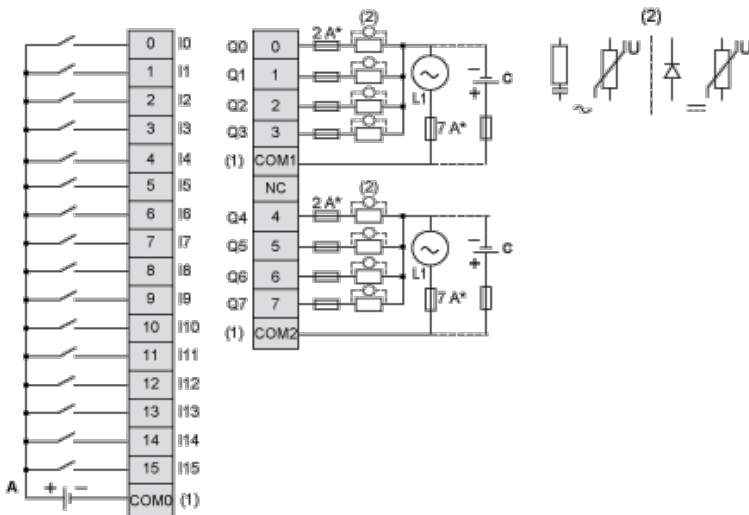 0 I0
1 I1
2 I2
3 I3
4 I4
5 I5
6 I6
7 I7
8 I8
9 I9
10 I10
11 I11
12 I12
13 I13
14 I14
15 I15
A + − COM0 (1)
(2)
Q0 0 2 A*
Q1 1
Q2 2
Q3 3
L1
− + C
7 A*
(1) COM1
NC
(2)
Q4 4 2 A*
Q5 5
Q6 6
Q7 7
L1
− + C
7 A*
(1) COM2
(2)
U U